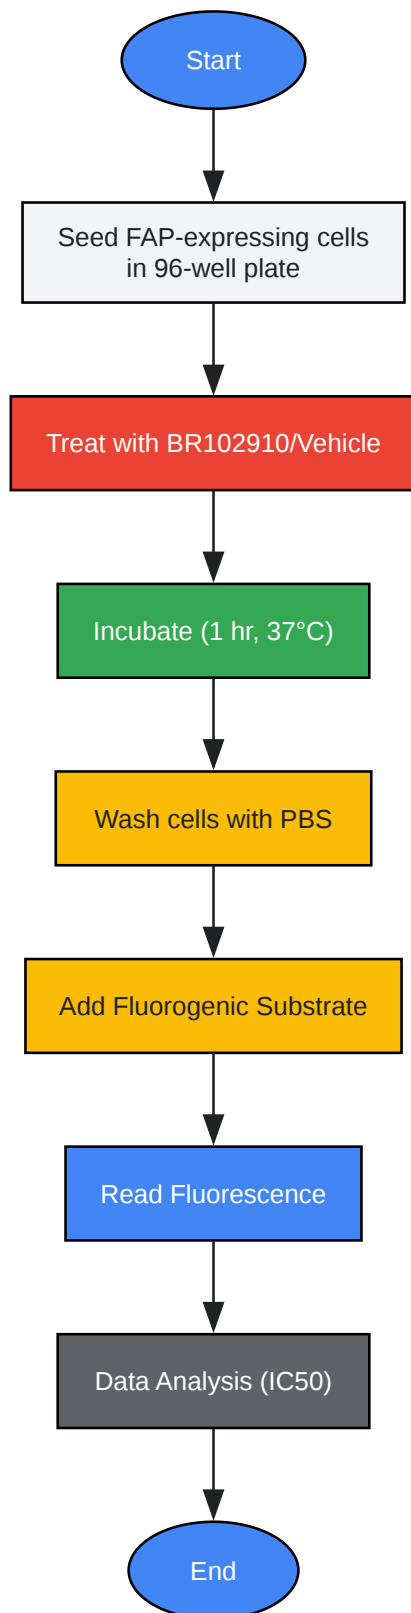 Start
Seed FAP-expressing cells
in 96-well plate
Treat with BR102910/Vehicle
Incubate (1 hr, 37°C)
Wash cells with PBS
Add Fluorogenic Substrate
Read Fluorescence
Data Analysis (IC50)
End